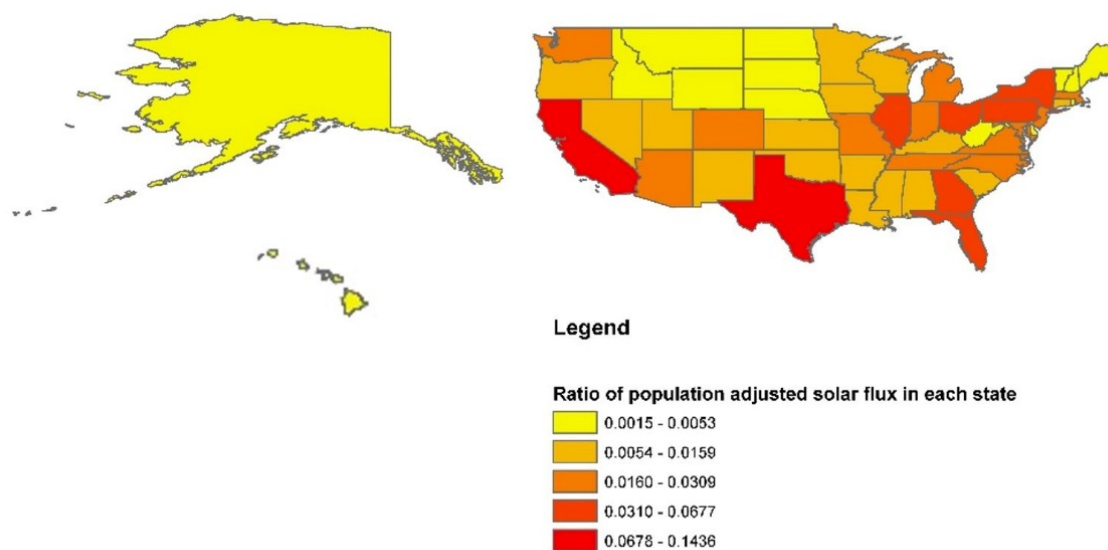 Legend
Ratio of population adjusted solar flux in each state
0.0015 - 0.0053
0.0054 - 0.0159
0.0160 - 0.0309
0.0310 - 0.0677
0.0678 - 0.1436